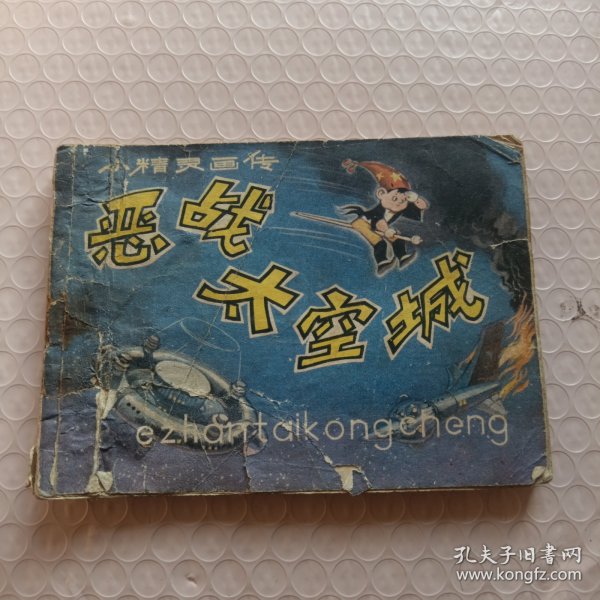 小精灵画传
恶战
太空城
ezhantaikongcheng
孔夫子旧书网
www.kongfz.com